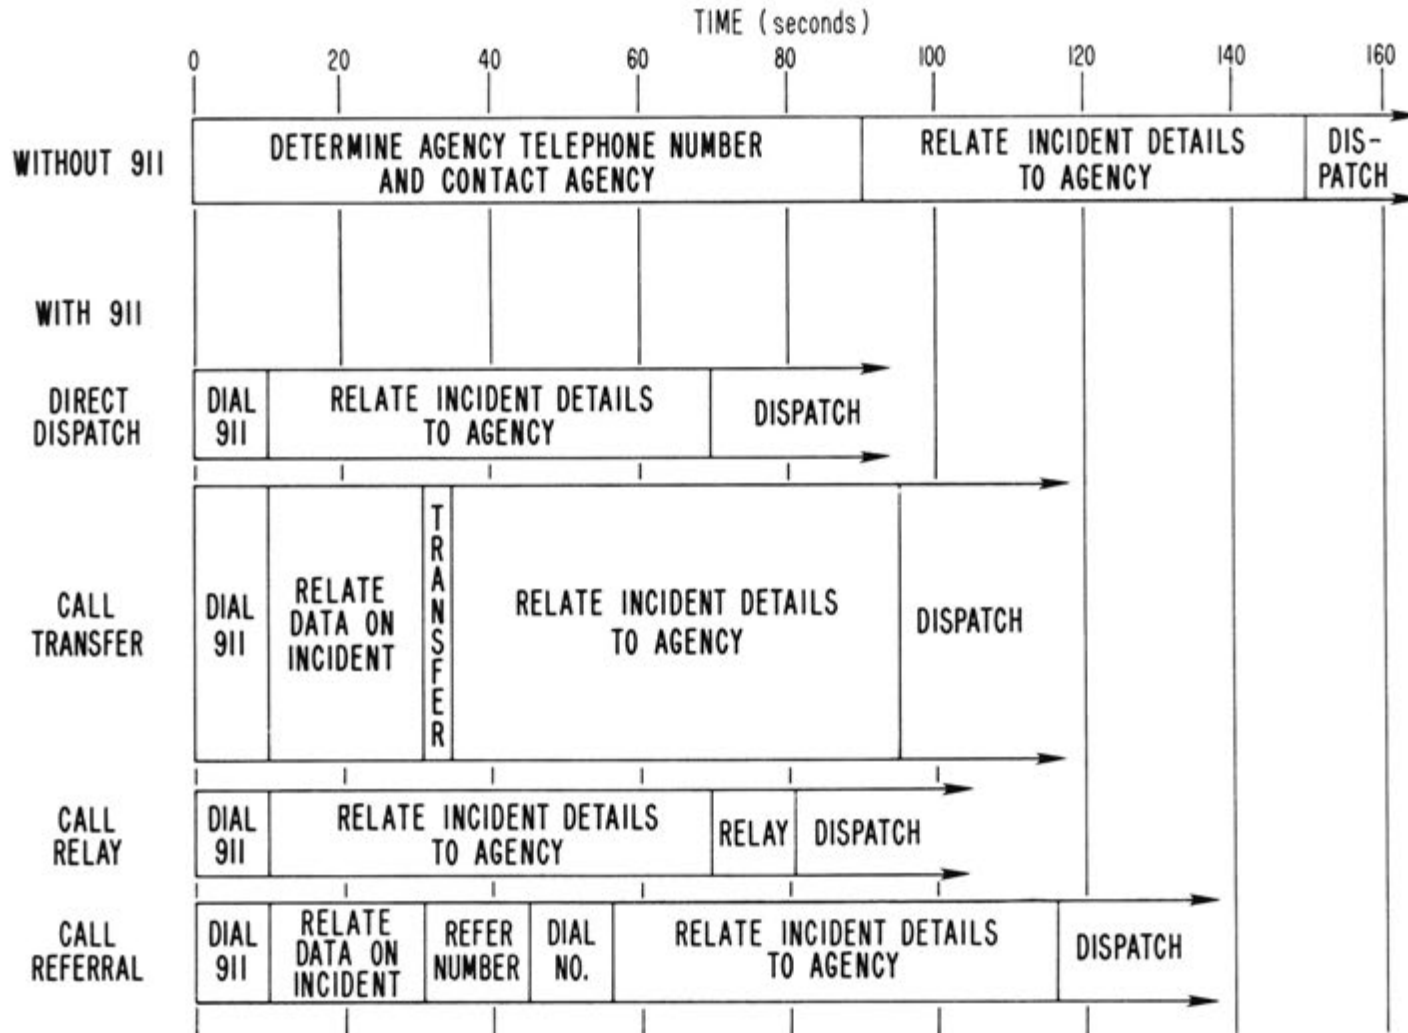 TIME (seconds)
0 20 40 60 80 100 120 140 160
WITHOUT 911
DETERMINE AGENCY TELEPHONE NUMBER
AND CONTACT AGENCY
RELATE INCIDENT DETAILS
TO AGENCY
DIS-
PATCH
WITH 911
DIRECT
DISPATCH
DIAL
911
RELATE INCIDENT DETAILS
TO AGENCY
DISPATCH
CALL
TRANSFER
DIAL
911
RELATE
DATA ON
INCIDENT
TRANSFER
RELATE INCIDENT DETAILS
TO AGENCY
DISPATCH
CALL
RELAY
DIAL
911
RELATE INCIDENT DETAILS
TO AGENCY
RELAY
DISPATCH
CALL
REFERRAL
DIAL
911
RELATE
DATA ON
INCIDENT
REFER
NUMBER
DIAL
NO.
RELATE INCIDENT DETAILS
TO AGENCY
DISPATCH